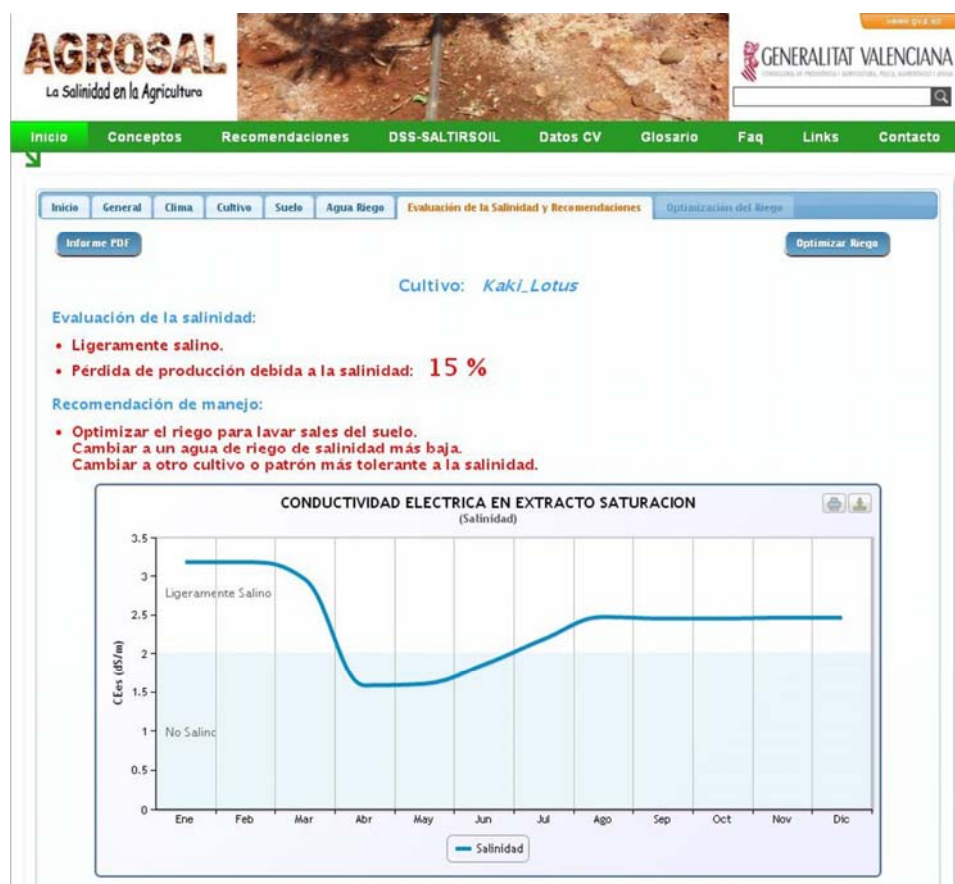 www.gva.es
AGROSAL
La Salinidad en la Agricultura
GENERALITAT VALENCIANA
Inicio Conceptos Recomendaciones DSS-SALTIRSOIL Datos CV Glosario Faq Links Contacto
Inicio General Clima Cultivo Suelo Agua Riego Evaluación de la Salinidad y Recomendaciones Optimización del Riego
Informe PDF Optimizar Riego
Cultivo: Kaki_Lotus
Evaluación de la salinidad:
• Ligeramente salino.
• Pérdida de producción debida a la salinidad: 15 %
Recomendación de manejo:
• Optimizar el riego para lavar sales del suelo.
Cambiar a un agua de riego de salinidad más baja.
Cambiar a otro cultivo o patrón más tolerante a la salinidad.
CONDUCTIVIDAD ELECTRICA EN EXTRACTO SATURACION
(Salinidad)
CEes (dS/m)
3.5
3
Ligeramente Salino
2.5
2
1.5
1
No Salino
0.5
0
Ene Feb Mar Abr May Jun Jul Ago Sep Oct Nov Dic
Salinidad